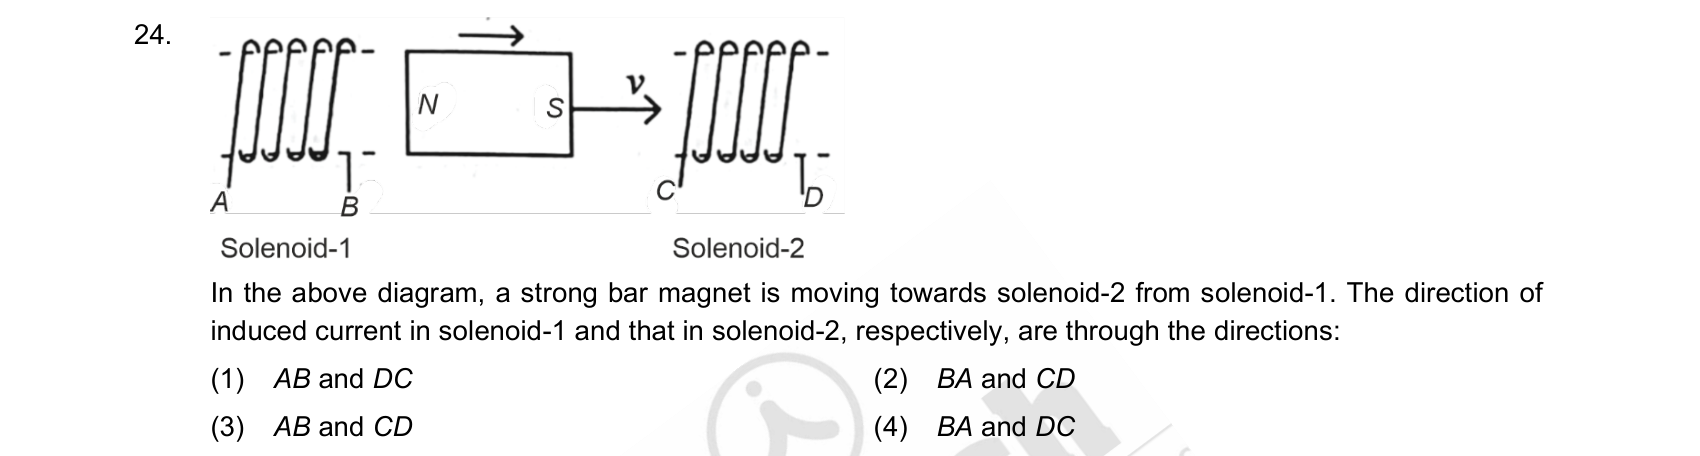 24.
N S v
A B C D
Solenoid-1 Solenoid-2
In the above diagram, a strong bar magnet is moving towards solenoid-2 from solenoid-1. The direction of
induced current in solenoid-1 and that in solenoid-2, respectively, are through the directions:
(1) AB and DC (2) BA and CD
(3) AB and CD (4) BA and DC